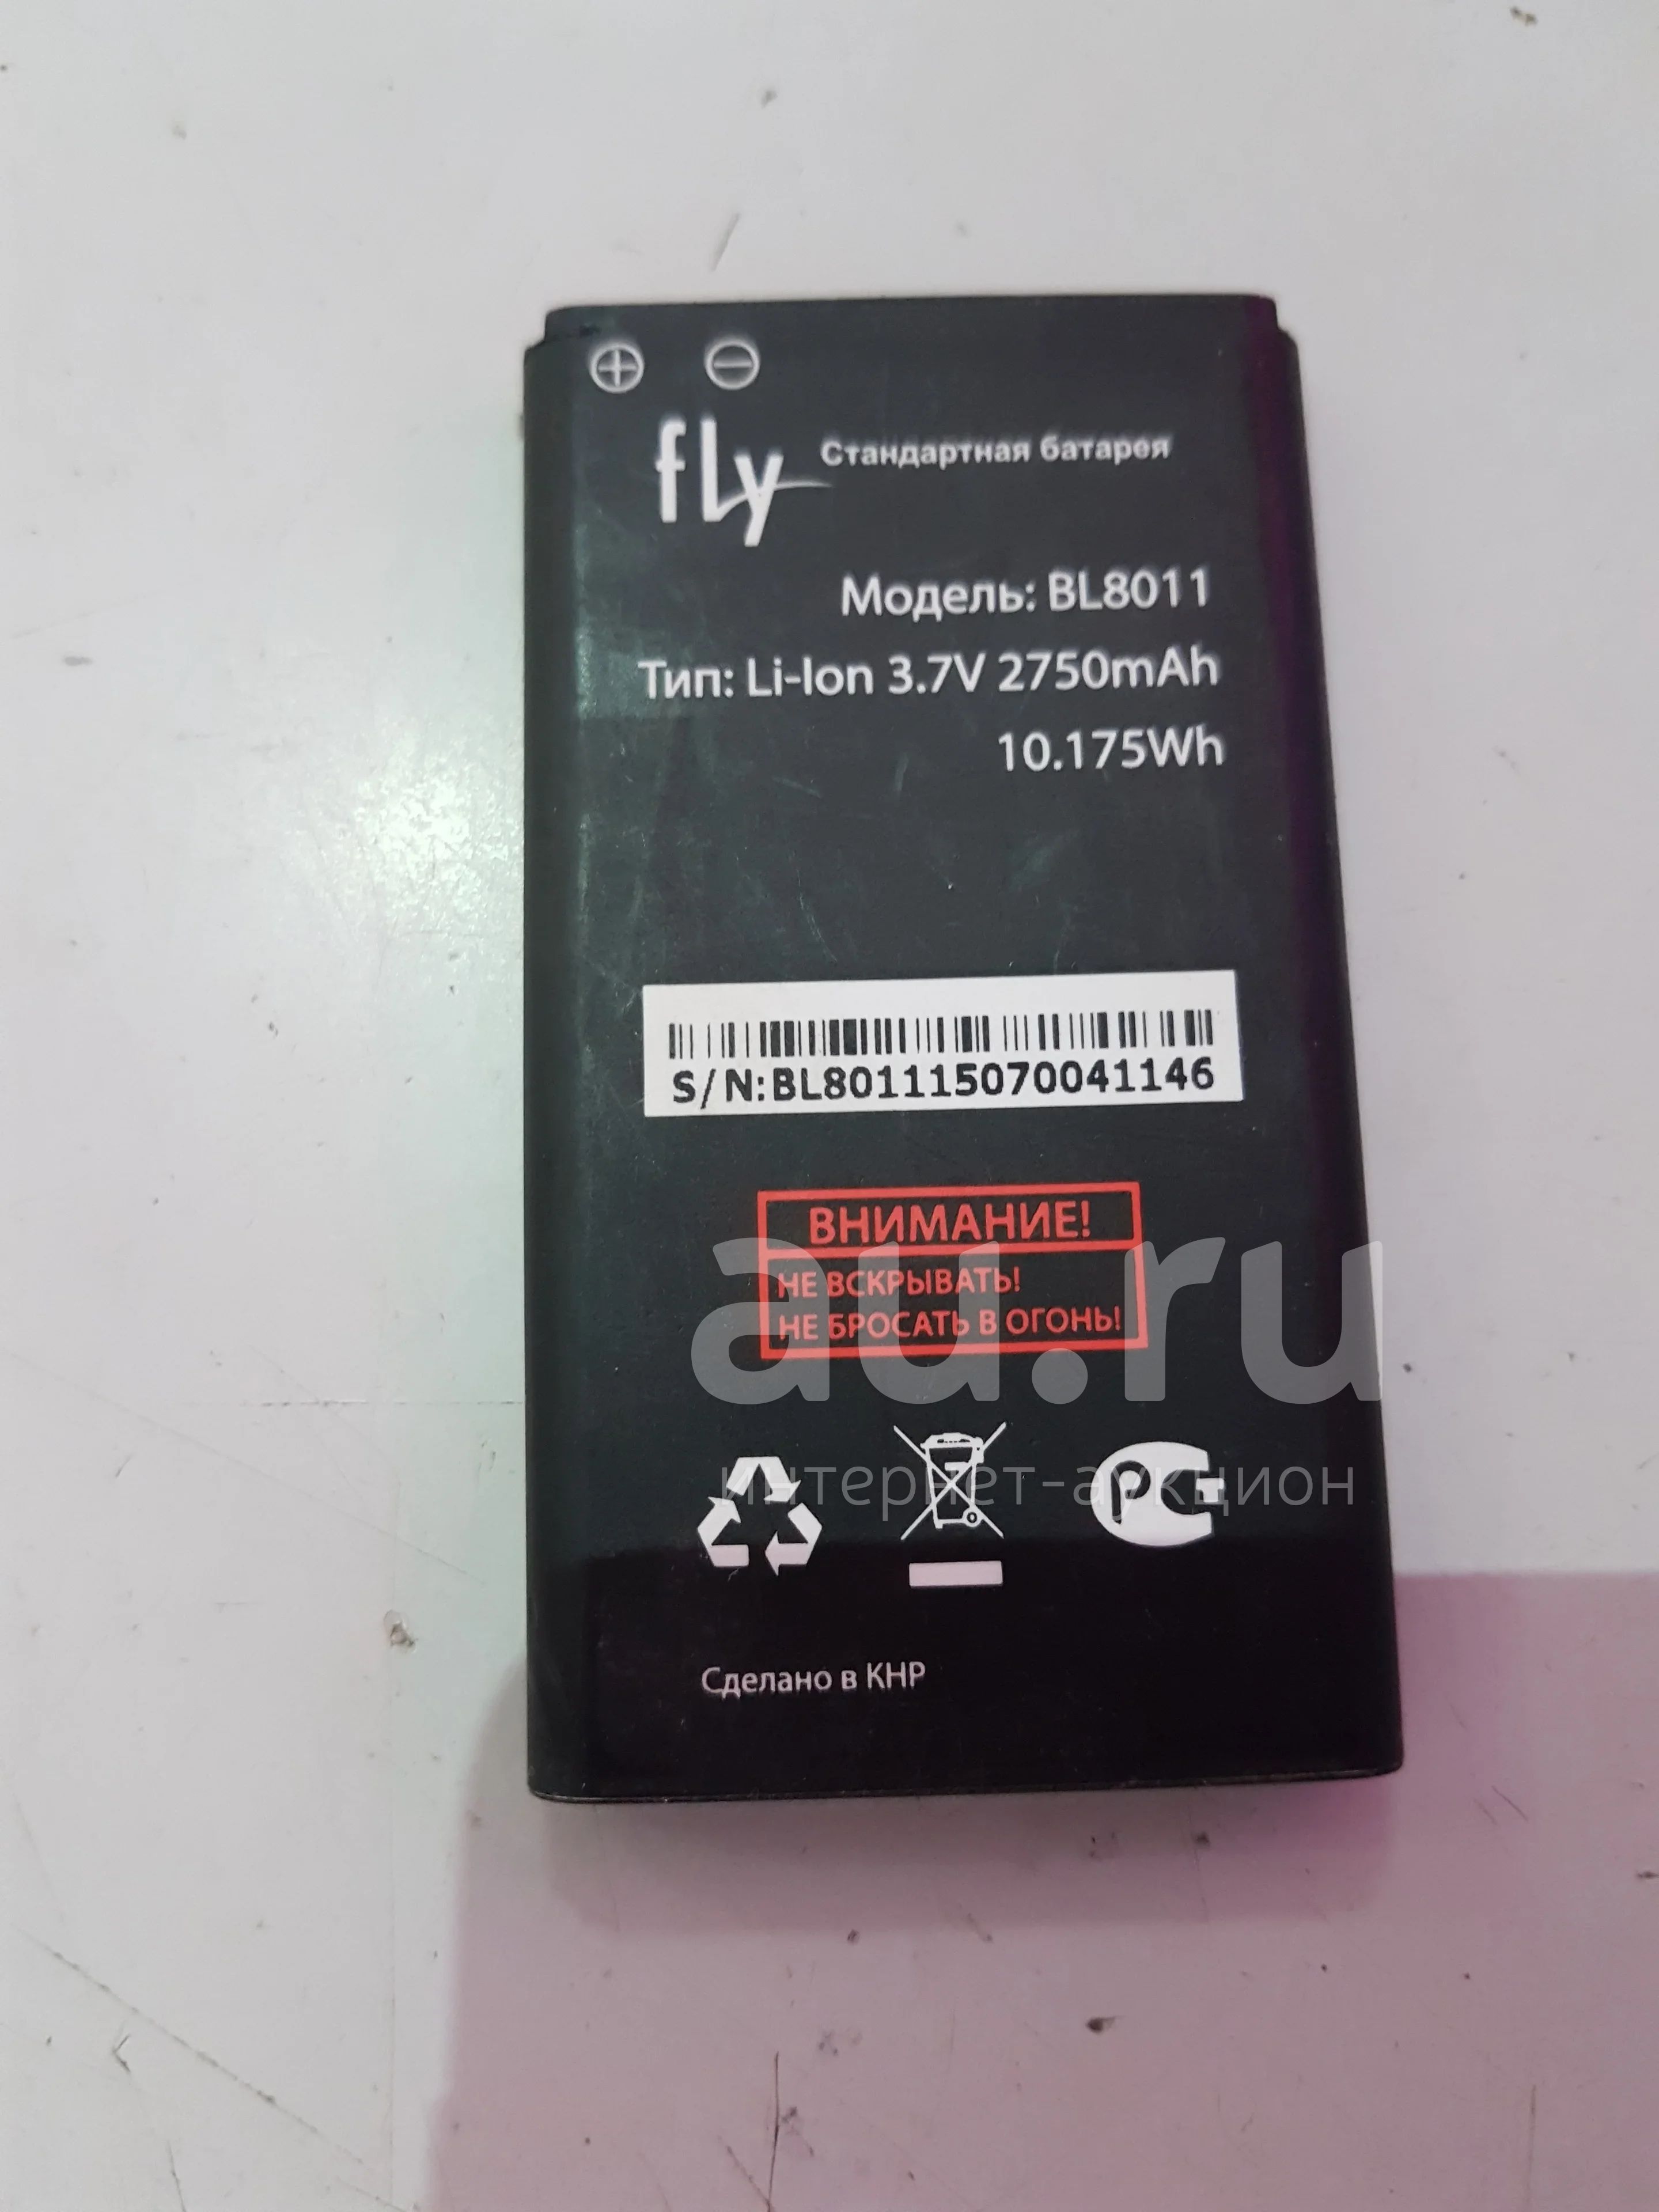 fly Стандартная батарея
Модель: BL8011
Тип: Li-Ion 3.7V 2750mAh
10.175Wh
S/N:BL801115070041146
ВНИМАНИЕ!
НЕ ВСКРЫВАТЬ!
НЕ БРОСАТЬ В ОГОНЬ!
au.ru
интернет-аукцион
Сделано в КНР